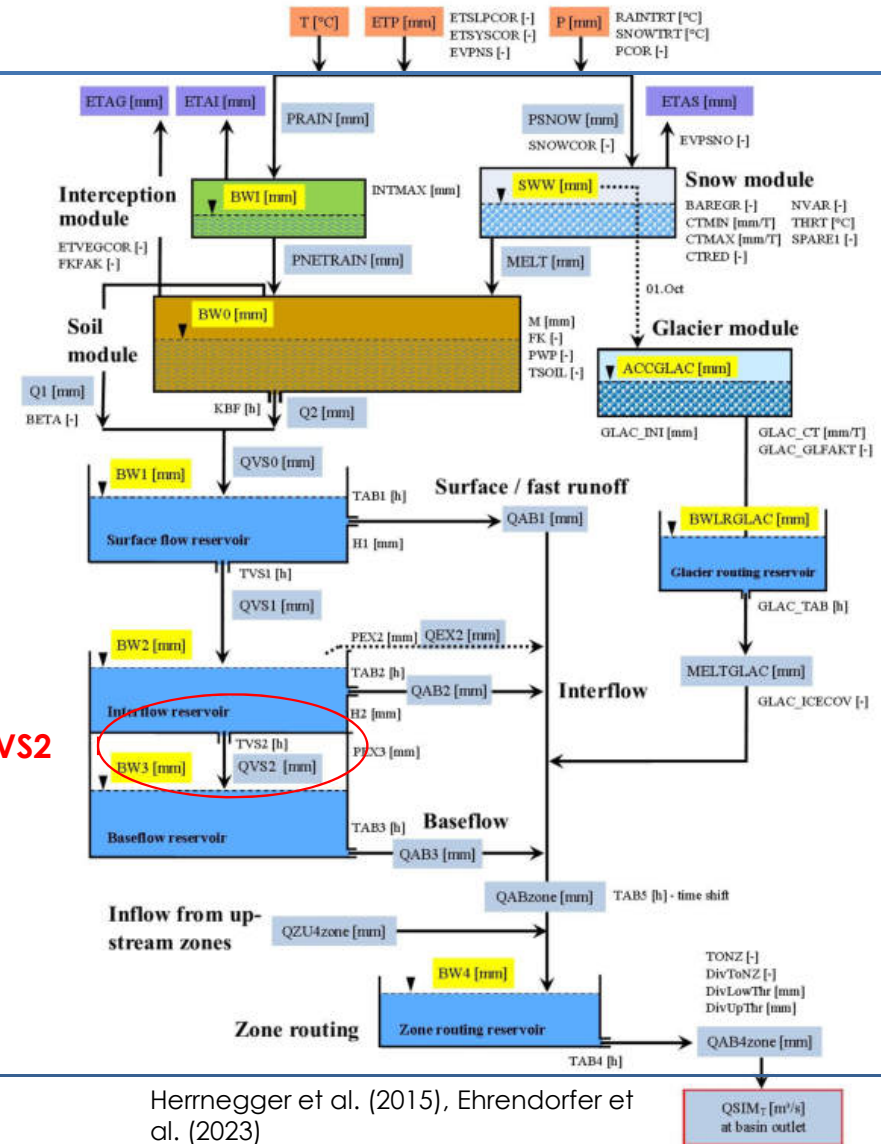 T [°C]
ETP [mm]
ETSLPCOR [-]
ETSYSCOR [-]
EVPNS [-]
P [mm]
RAINTRT [°C]
SNOWTRT [°C]
PCOR [-]
ETAG [mm]
ETAI [mm]
PRAIN [mm]
PSNOW [mm]
SNOWCOR [-]
ETAS [mm]
EVPSNO [-]
Interception
module
ETVEGCOR [-]
FKFAK [-]
BWI [mm]
INTMAX [mm]
SWW [mm]
Snow module
BAREGR [-] NVAR [-]
CTMIN [mm/T] THRT [°C]
CTMAX [mm/T] SPARE1 [-]
CTRED [-]
PNETRAIN [mm]
MELT [mm]
01.Oct
Soil
module
BW0 [mm]
M [mm]
FK [-]
PWP [-]
TSOIL [-]
Glacier module
ACCGLAC [mm]
GLAC_INI [mm]
GLAC_CT [mm/T]
GLAC_GLFAKT [-]
Q1 [mm]
BETA [-]
KBF [h]
Q2 [mm]
QVS0 [mm]
BW1 [mm]
Surface flow reservoir
TAB1 [h]
H1 [mm]
Surface / fast runoff
QAB1 [mm]
BWLRGLAC [mm]
Glacier routing reservoir
GLAC_TAB [h]
TVS1 [h]
QVS1 [mm]
BW2 [mm]
PEX2 [mm]
QEX2 [mm]
TAB2 [h]
QAB2 [mm]
Interflow
MELTGLAC [mm]
GLAC_ICECOV [-]
Interflow reservoir
H2 [mm]
VS2
TVS2 [h]
PEX3 [mm]
BW3 [mm]
QVS2 [mm]
Baseflow reservoir
TAB3 [h]
Baseflow
QAB3 [mm]
QABzone [mm]
TAB5 [h] - time shift
Inflow from up-
stream zones
QZU4zone [mm]
BW4 [mm]
TONZ [-]
DivToNZ [-]
DivLowThr [mm]
DivUpThr [mm]
Zone routing
Zone routing reservoir
TAB4 [h]
QAB4zone [mm]
Herrnegger et al. (2015), Ehrendorfer et
al. (2023)
QSIM_T [m³/s]
at basin outlet